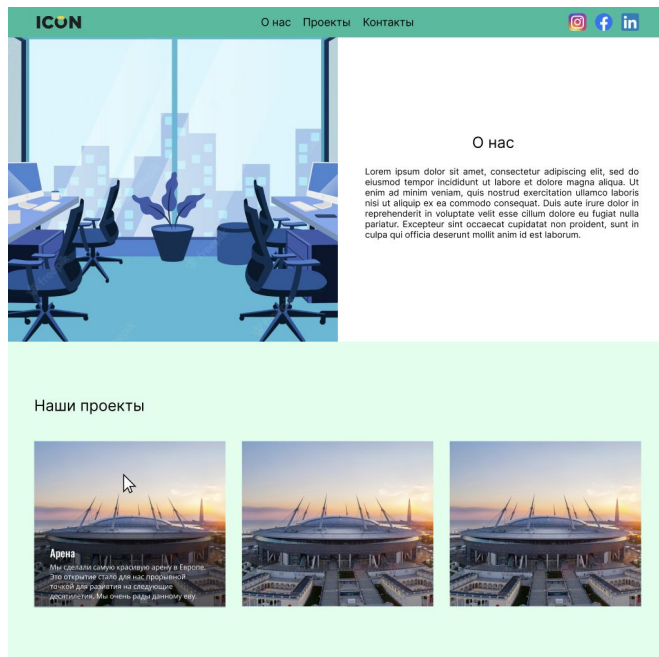 ICON
О нас Проекты Контакты
О нас
Lorem ipsum dolor sit amet, consectetur adipiscing elit, sed do
eiusmod tempor incididunt ut labore et dolore magna aliqua. Ut
enim ad minim veniam, quis nostrud exercitation ullamco laboris
nisi ut aliquip ex ea commodo consequat. Duis aute irure dolor in
reprehenderit in voluptate velit esse cillum dolore eu fugiat nulla
pariatur. Excepteur sint occaecat cupidatat non proident, sunt in
culpa qui officia deserunt mollit anim id est laborum.
Наши проекты
Арена
Мы сделали самую красивую арену в Европе.
Это открытие стало для нас прорывной
точкой для развития на следующие
десятилетия. Мы очень рады данному еву.